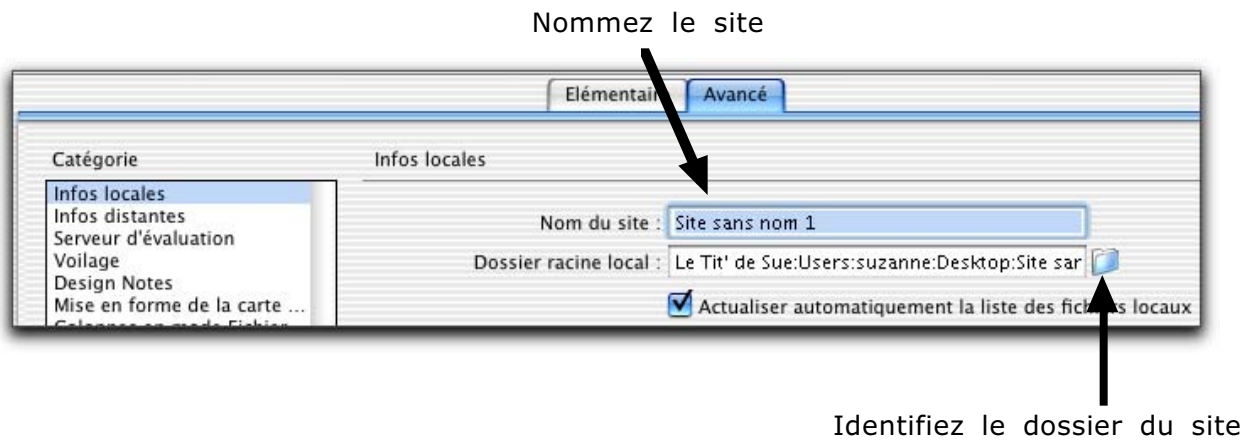 Nommez le site
Elémentair Avancé
Catégorie
Infos locales
Infos locales
Infos distantes
Serveur d'évaluation
Voilage
Design Notes
Mise en forme de la carte ...
Nom du site : Site sans nom 1
Dossier racine local : Le Tit' de Sue:Users:suzanne:Desktop:Site sar
Actualiser automatiquement la liste des fichiers locaux
Identifiez le dossier du site